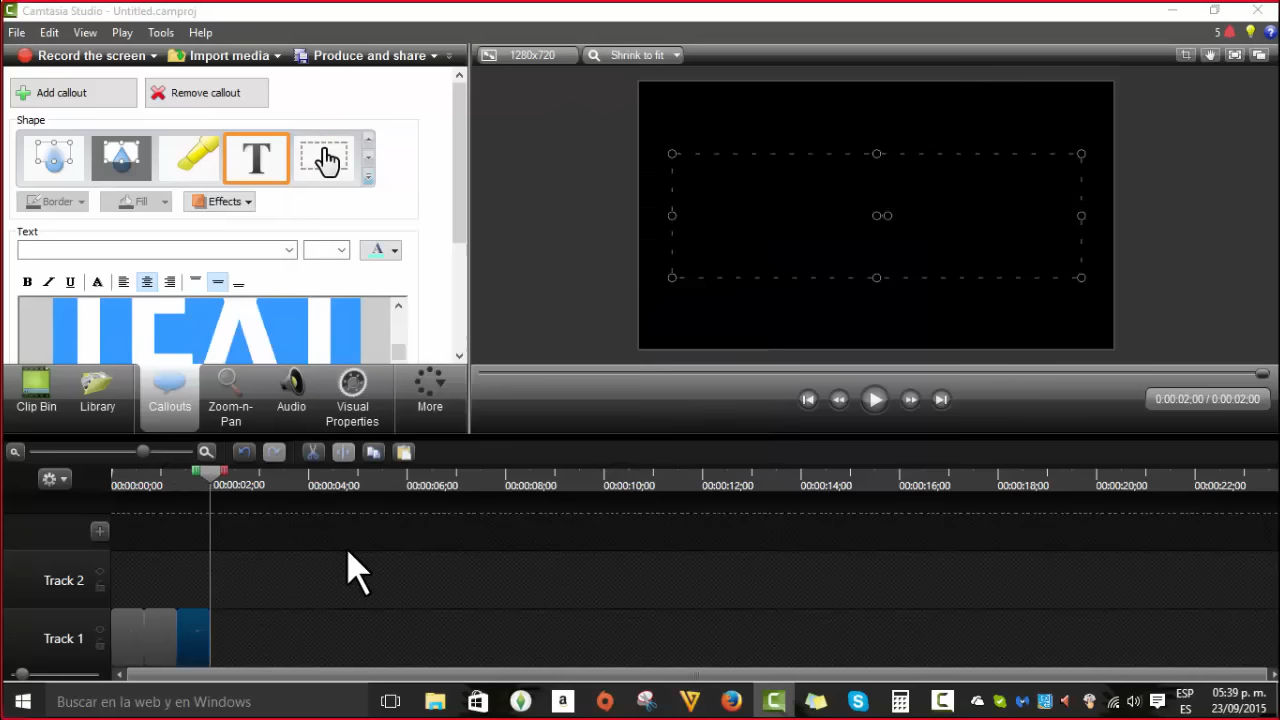 Camtasia Studio - Untitled.camproj
File Edit View Play Tools Help
5
Record the screen Import media Produce and share
1280x720 Shrink to fit
Add callout Remove callout
Shape
T
Border Fill Effects
Text
A
B I U A
TEXT
Clip Bin Library Callouts Zoom-n-Pan Audio Visual Properties More
0:00:02;00 / 0:00:02;00
00:00:00;00 00:00:02;00 00:00:04;00 00:00:06;00 00:00:08;00 00:00:10;00 00:00:12;00 00:00:14;00 00:00:16;00 00:00:18;00 00:00:20;00 00:00:22;00
Track 2
Track 1
Buscar en la web y en Windows
ESP 05:39 p. m.
ES 23/09/2015